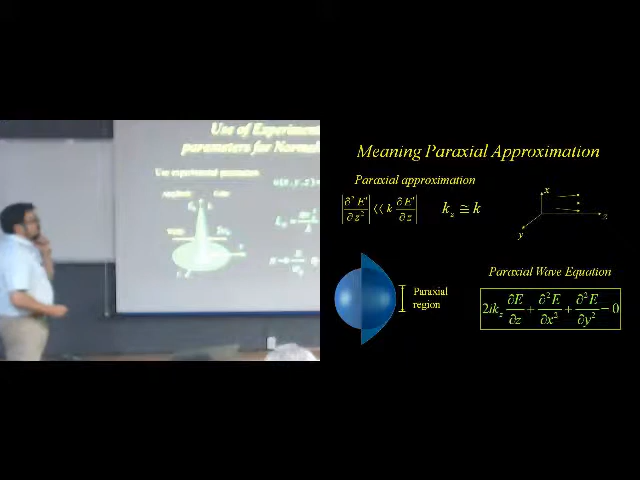 Use of Experimen
parameters for Normal
Use experimental parameters
Meaning Paraxial Approximation
Paraxial approximation
|∂²E'/∂z²| << k |∂E'/∂z|  k_z ≅ k
x
z
y
Paraxial
region
Paraxial Wave Equation
2ik_z ∂E/∂z + ∂²E/∂x² + ∂²E/∂y² = 0